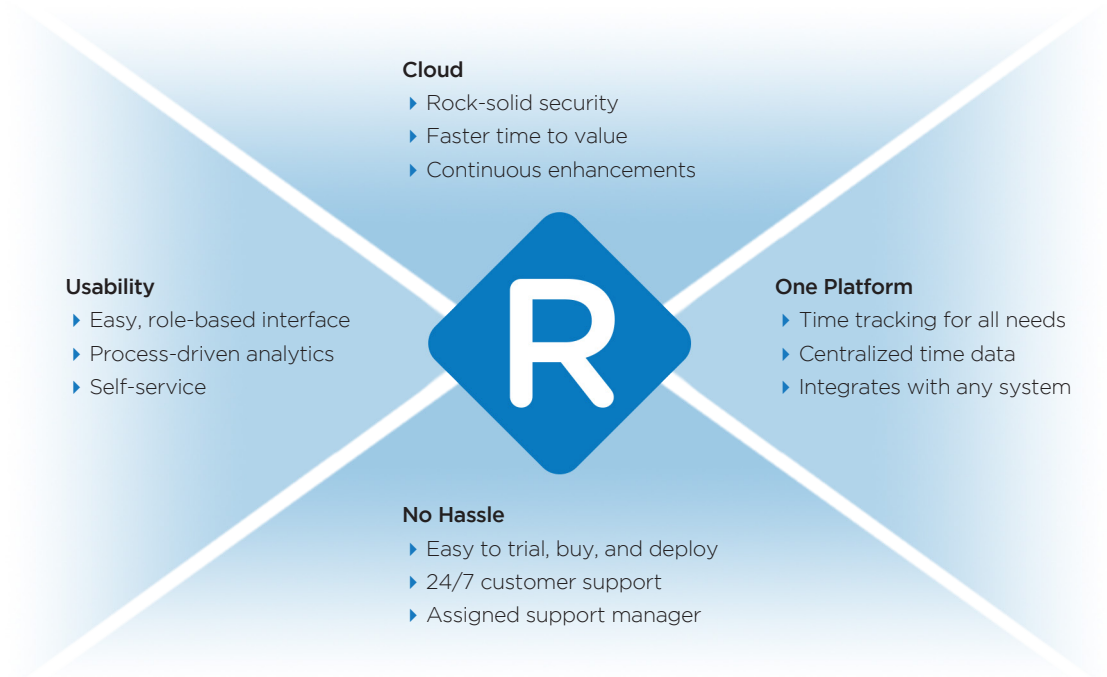 Cloud
Rock-solid security
Faster time to value
Continuous enhancements
Usability
Easy, role-based interface
Process-driven analytics
Self-service
R
One Platform
Time tracking for all needs
Centralized time data
Integrates with any system
No Hassle
Easy to trial, buy, and deploy
24/7 customer support
Assigned support manager